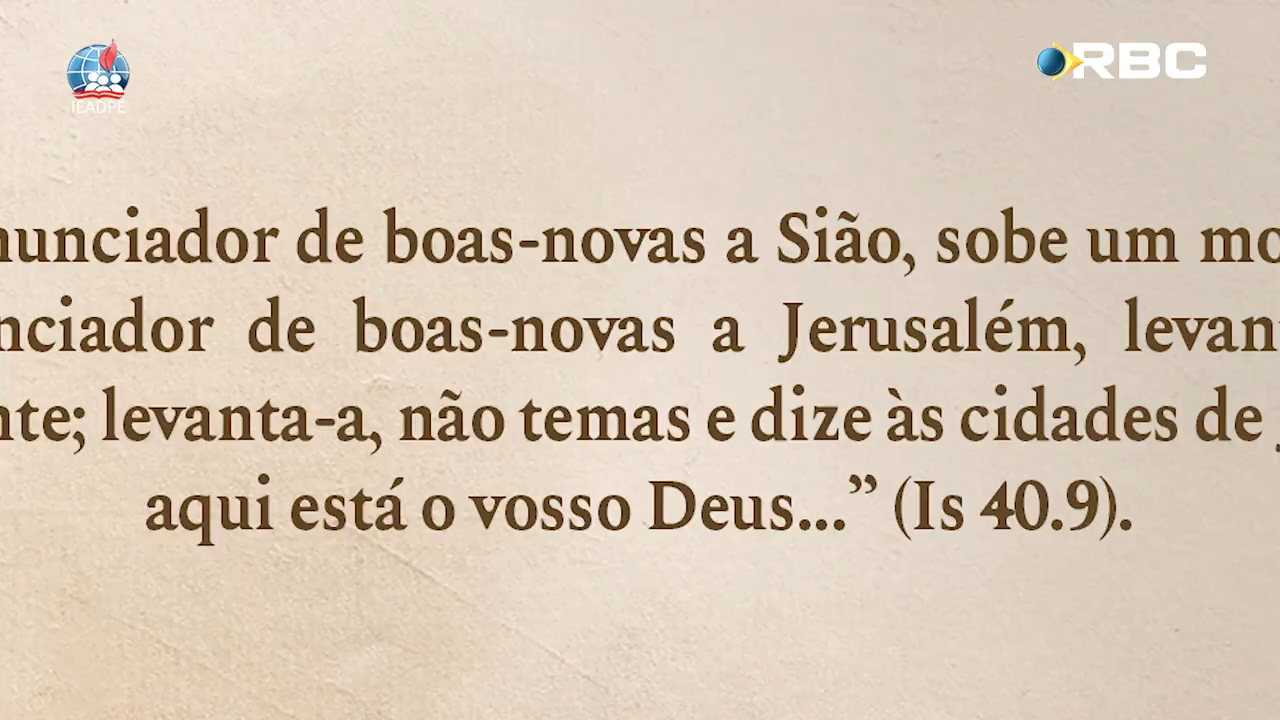 IEADPE
RBC
nunciador de boas-novas a Sião, sobe um mo
nciador de boas-novas a Jerusalém, levan
nte; levanta-a, não temas e dize às cidades de
aqui está o vosso Deus...” (Is 40.9).